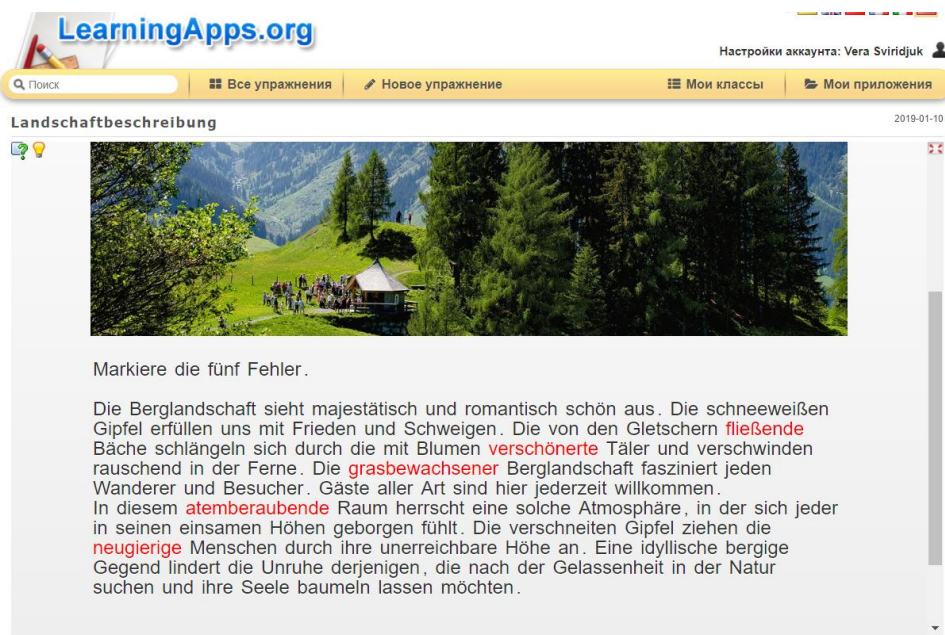 LearningApps.org
Настройки аккаунта: Vera Sviridjuk
Поиск Все упражнения Новое упражнение Мои классы Мои приложения
Landschaftbeschreibung 2019-01-10
Markiere die fünf Fehler.
Die Berglandschaft sieht majestätisch und romantisch schön aus. Die schneeweißen
Gipfel erfüllen uns mit Frieden und Schweigen. Die von den Gletschern fließende
Bäche schlängeln sich durch die mit Blumen verschönerte Täler und verschwinden
rauschend in der Ferne. Die grasbewachsener Berglandschaft fasziniert jeden
Wanderer und Besucher. Gäste aller Art sind hier jederzeit willkommen.
In diesem atemberaubende Raum herrscht eine solche Atmosphäre, in der sich jeder
in seinen einsamen Höhen geborgen fühlt. Die verschneiten Gipfel ziehen die
neugierige Menschen durch ihre unerreichbare Höhe an. Eine idyllische bergige
Gegend lindert die Unruhe derjenigen, die nach der Gelassenheit in der Natur
suchen und ihre Seele baumeln lassen möchten.